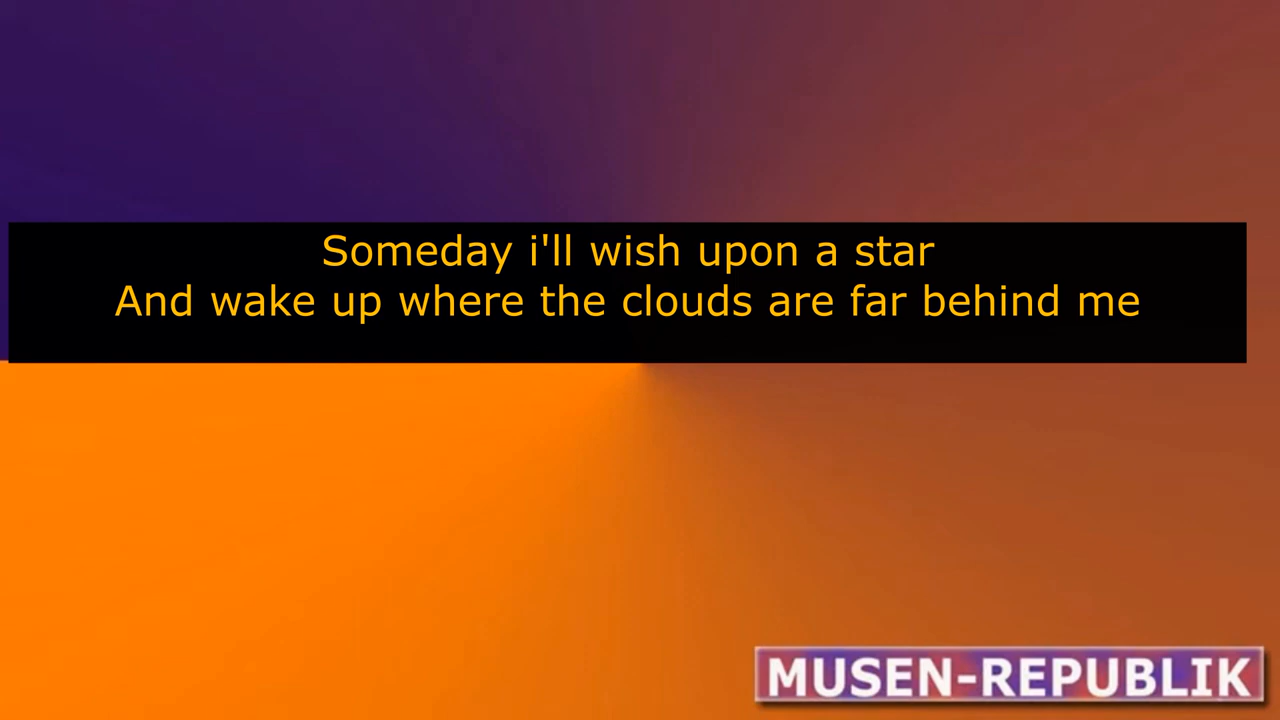 Someday i'll wish upon a star
And wake up where the clouds are far behind me
MUSEN-REPUBLIK